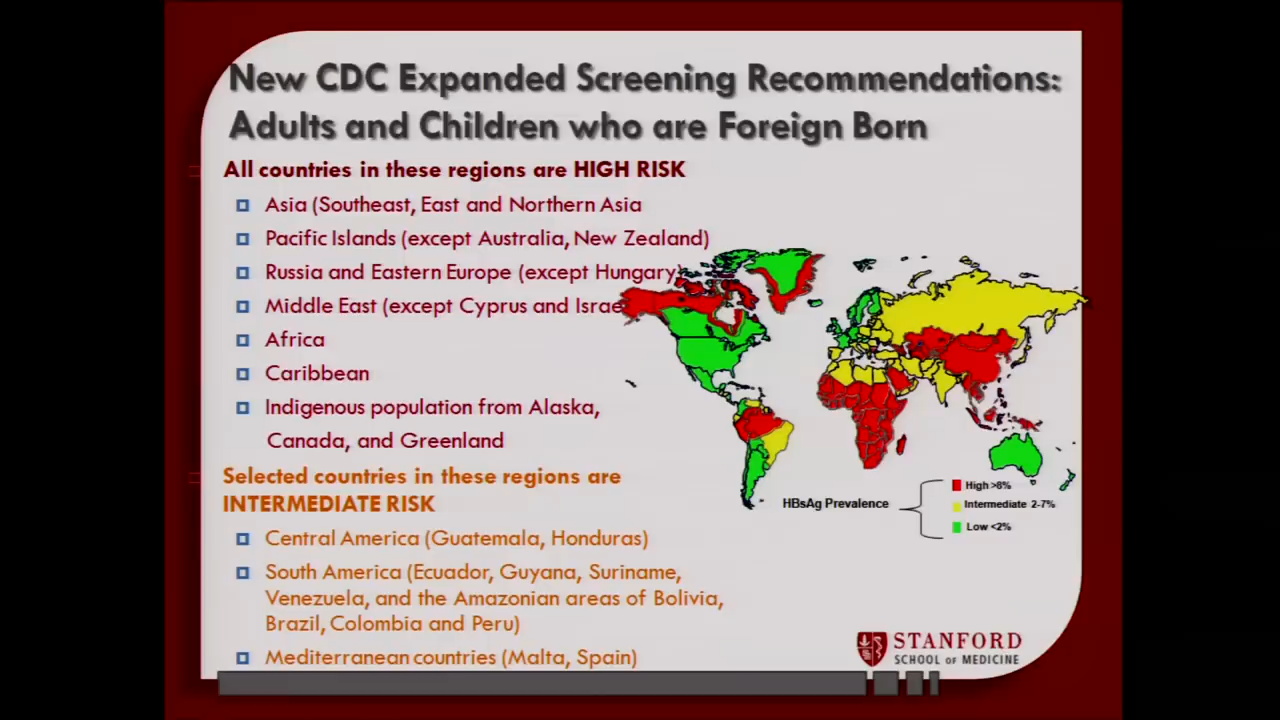 New CDC Expanded Screening Recommendations:
Adults and Children who are Foreign Born
All countries in these regions are HIGH RISK
Asia (Southeast, East and Northern Asia
Pacific Islands (except Australia, New Zealand)
Russia and Eastern Europe (except Hungary)
Middle East (except Cyprus and Israe
Africa
Caribbean
Indigenous population from Alaska,
Canada, and Greenland
Selected countries in these regions are
INTERMEDIATE RISK
Central America (Guatemala, Honduras)
South America (Ecuador, Guyana, Suriname,
Venezuela, and the Amazonian areas of Bolivia,
Brazil, Colombia and Peru)
Mediterranean countries (Malta, Spain)
HBsAg Prevalence
High >8%
Intermediate 2-7%
Low <2%
STANFORD
SCHOOL OF MEDICINE